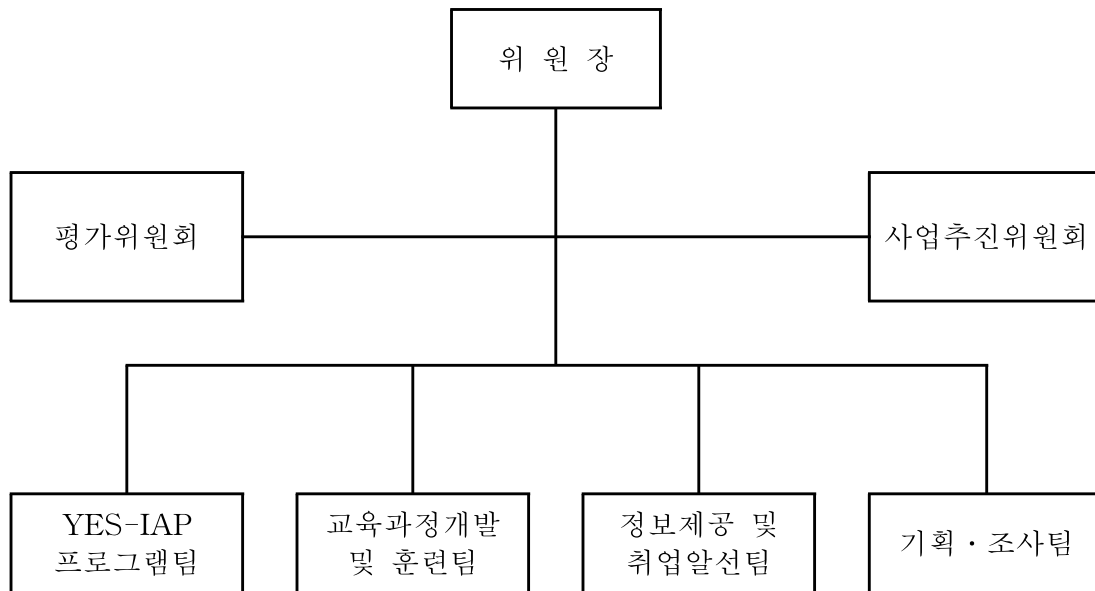 위 원 장
평가위원회
사업추진위원회
YES-IAP
프로그램팀
교육과정개발
및 훈련팀
정보제공 및
취업알선팀
기획・조사팀